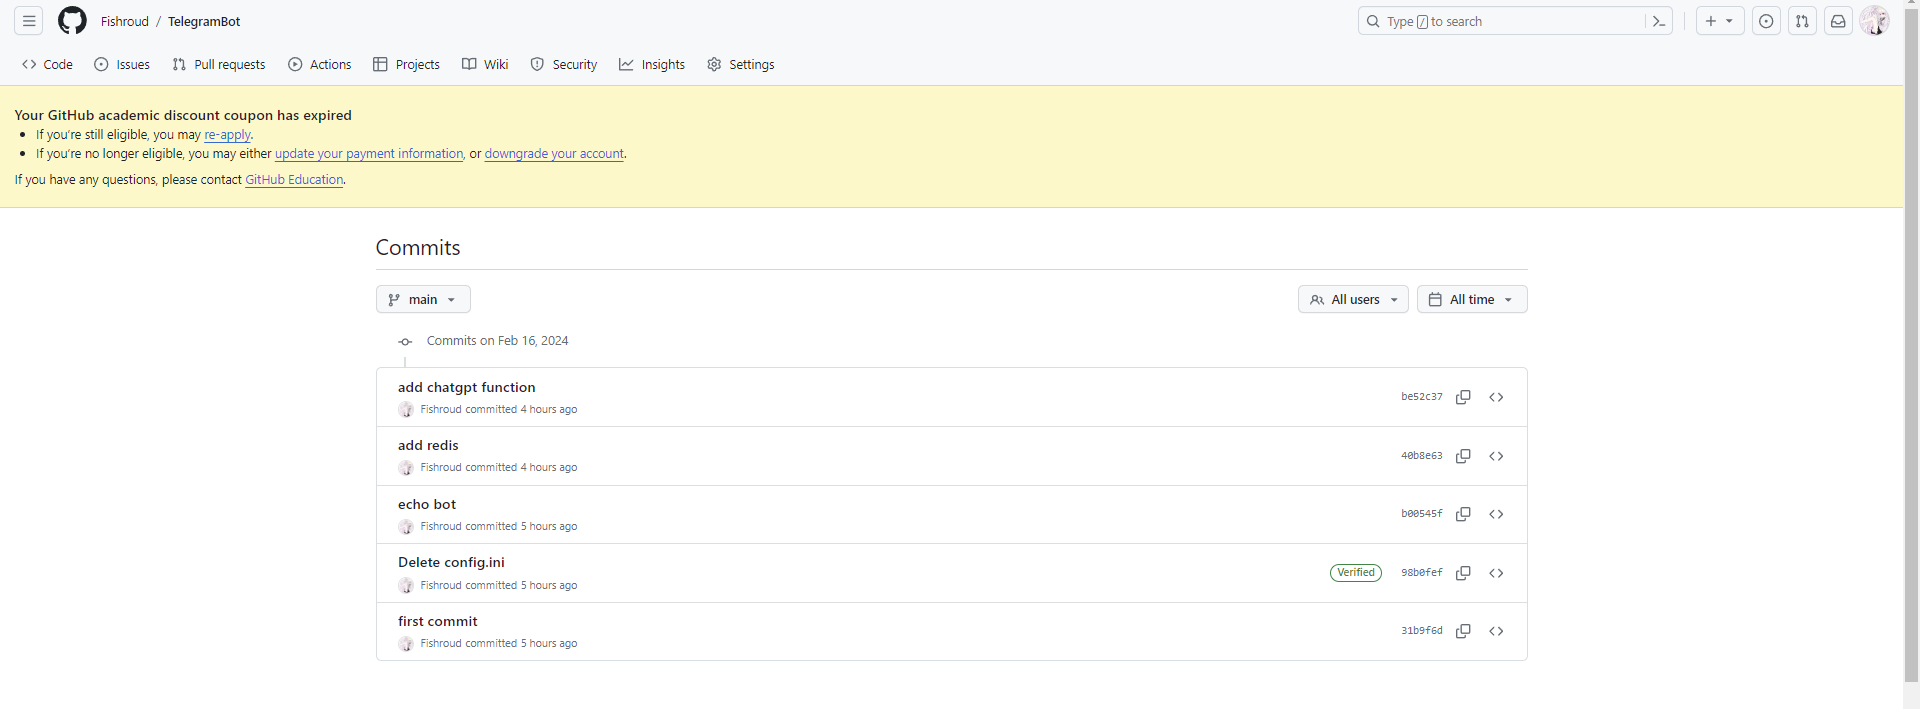 Fishroud / TelegramBot
Type / to search
Code Issues Pull requests Actions Projects Wiki Security Insights Settings
Your GitHub academic discount coupon has expired
If you're still eligible, you may re-apply.
If you're no longer eligible, you may either update your payment information, or downgrade your account.
If you have any questions, please contact GitHub Education.
Commits
main All users All time
Commits on Feb 16, 2024
add chatgpt function
Fishroud committed 4 hours ago
be52c37
add redis
Fishroud committed 4 hours ago
40b8e63
echo bot
Fishroud committed 5 hours ago
b00545f
Delete config.ini
Fishroud committed 5 hours ago
Verified 98b0fef
first commit
Fishroud committed 5 hours ago
31b9f6d